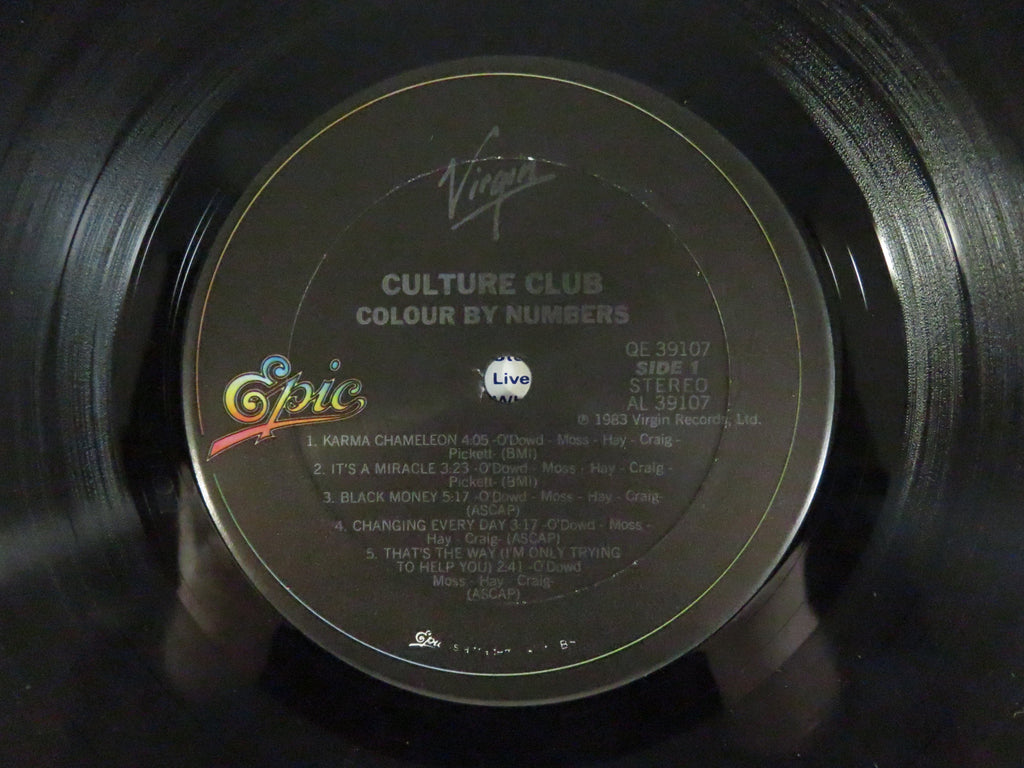 Virgin
CULTURE CLUB
COLOUR BY NUMBERS
QE 39107
SIDE 1
STEREO
AL 39107
℗ 1983 Virgin Records, Ltd.
Live
Epic
1. KARMA CHAMELEON 4:05 -O'Dowd - Moss - Hay - Craig -
Pickett- (BMI)
2. IT'S A MIRACLE 3:23 -O'Dowd - Moss - Hay - Craig -
Pickett- (BMI)
3. BLACK MONEY 5:17 -O'Dowd - Moss - Hay - Craig-
(ASCAP)
4. CHANGING EVERY DAY 3:17 -O'Dowd - Moss -
Hay - Craig- (ASCAP)
5. THAT'S THE WAY (I'M ONLY TRYING
TO HELP YOU) 2:41 -O'Dowd
Moss - Hay - Craig-
(ASCAP)
Epic